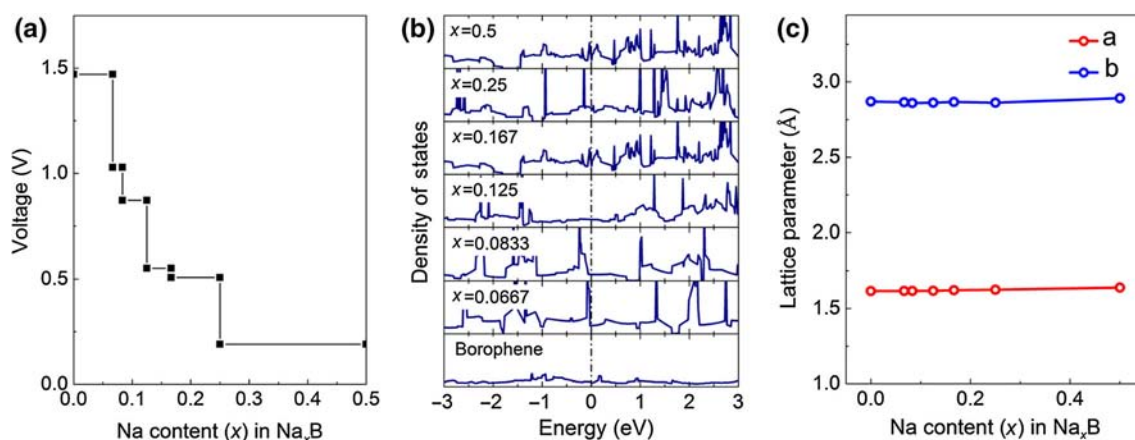 (a)
1.5
1.0
0.5
0.0
Voltage (V)
0.0 0.1 0.2 0.3 0.4 0.5
Na content (x) in NaₓB
(b)
x=0.5
x=0.25
x=0.167
x=0.125
x=0.0833
x=0.0667
Borophene
Density of states
−3 −2 −1 0 1 2 3
Energy (eV)
(c)
a
b
3.0
2.5
2.0
1.5
1.0
Lattice parameter (Å)
0.0 0.4
Na content (x) in NaₓB